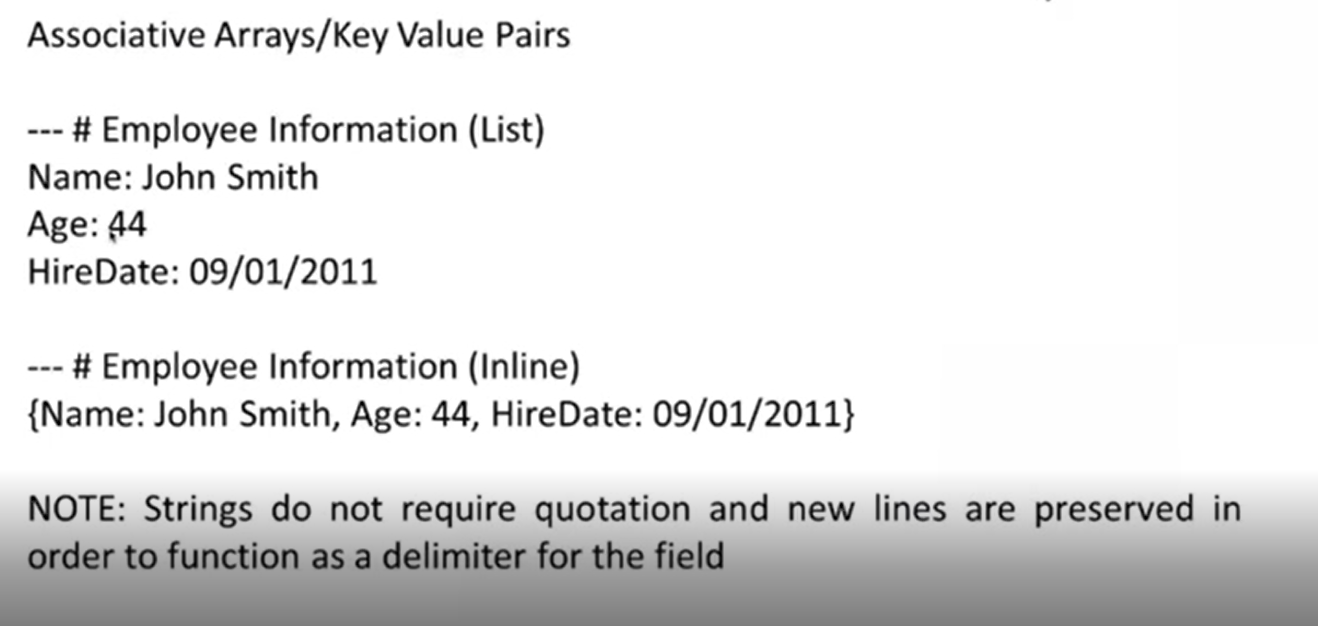 Associative Arrays/Key Value Pairs
--- # Employee Information (List)
Name: John Smith
Age: 44
HireDate: 09/01/2011
--- # Employee Information (Inline)
{Name: John Smith, Age: 44, HireDate: 09/01/2011}
NOTE: Strings do not require quotation and new lines are preserved in
order to function as a delimiter for the field